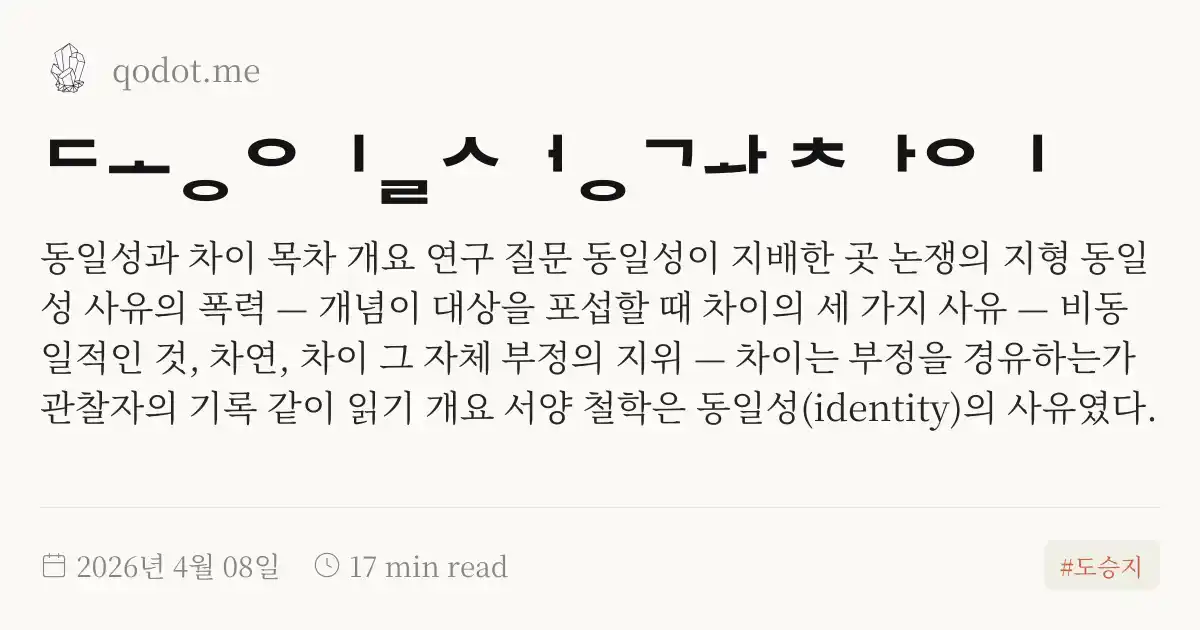 qodot.me
동일성과 차이
동일성과 차이 목차 개요 연구 질문 동일성이 지배한 곳 논쟁의 지형 동일
성 사유의 폭력 — 개념이 대상을 포섭할 때 차이의 세 가지 사유 — 비동
일적인 것, 차연, 차이 그 자체 부정의 지위 — 차이는 부정을 경유하는가
관찰자의 기록 같이 읽기 개요 서양 철학은 동일성(identity)의 사유였다.
2026년 4월 08일 17 min read
#도승지